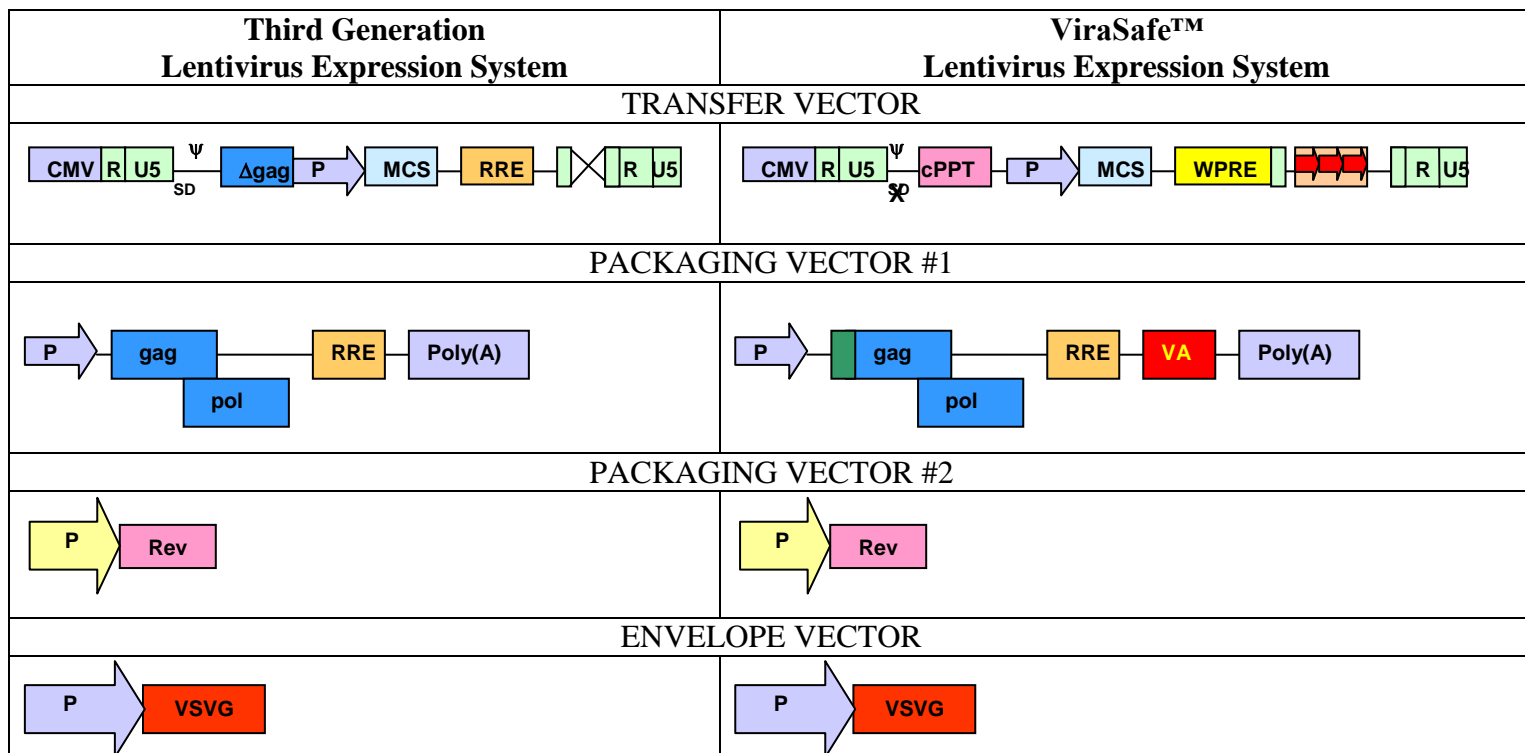 Third Generation
Lentivirus Expression System
ViraSafe™
Lentivirus Expression System
TRANSFER VECTOR
CMV R U5 Ψ SD Δgag P MCS RRE R U5
CMV R U5 Ψ SD X cPPT P MCS WPRE R U5
PACKAGING VECTOR #1
P gag pol RRE Poly(A)
P gag pol RRE VA Poly(A)
PACKAGING VECTOR #2
P Rev
P Rev
ENVELOPE VECTOR
P VSVG
P VSVG